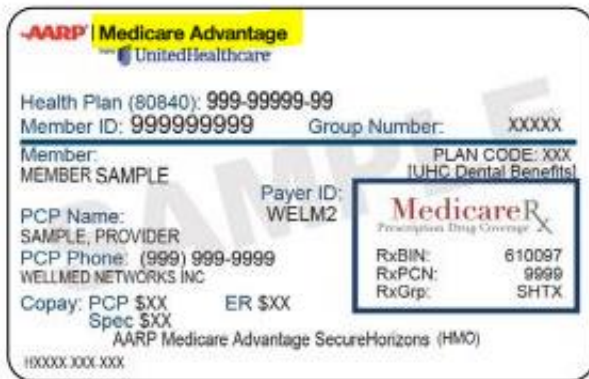 AARP | Medicare Advantage
UnitedHealthcare
Health Plan (80840): 999-99999-99
Member ID: 999999999 Group Number: XXXXX
Member: PLAN CODE: XXX
MEMBER SAMPLE [UHC Dental Benefits]
Payer ID:
PCP Name: WELM2
SAMPLE, PROVIDER
PCP Phone: (999) 999-9999
WELLMED NETWORKS INC
Copay: PCP $XX ER $XX
Spec $XX
MedicareRx
Prescription Drug Coverage
RxBIN: 610097
RxPCN: 9999
RxGrp: SHTX
AARP Medicare Advantage SecureHorizons (HMO)
HXXXX XXX XXX
SAMPLE